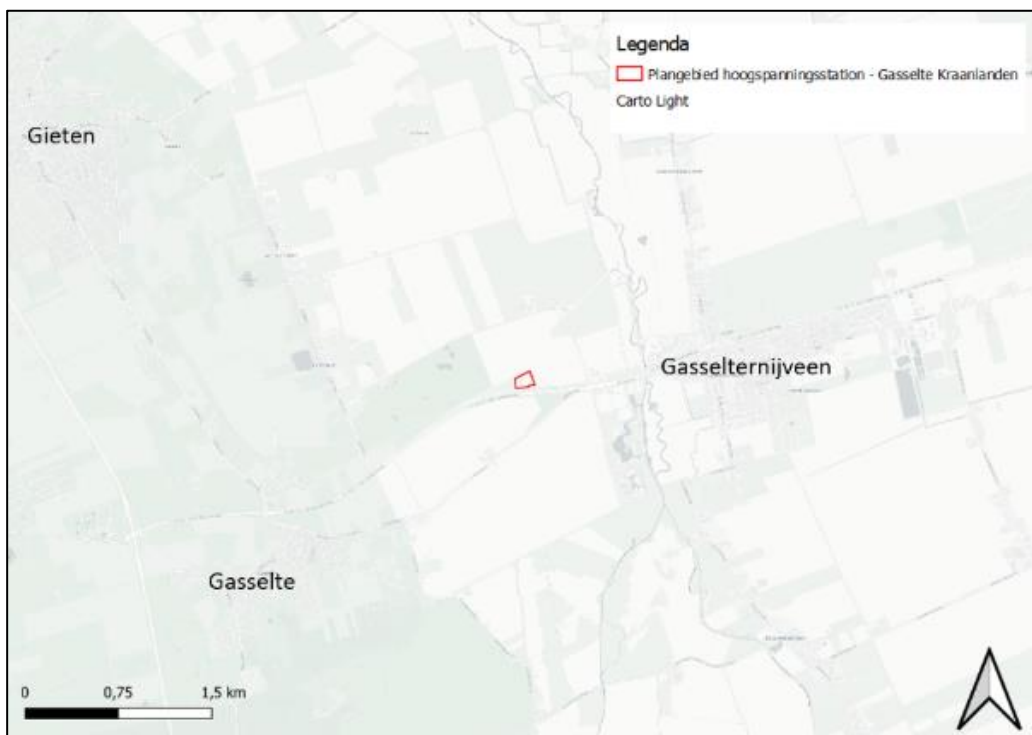 Legenda
Plangebied hoogspanningsstation - Gasselte Kraanlanden
Carto Light
Gieten
Gasselternijveen
Gasselte
0 0,75 1,5 km